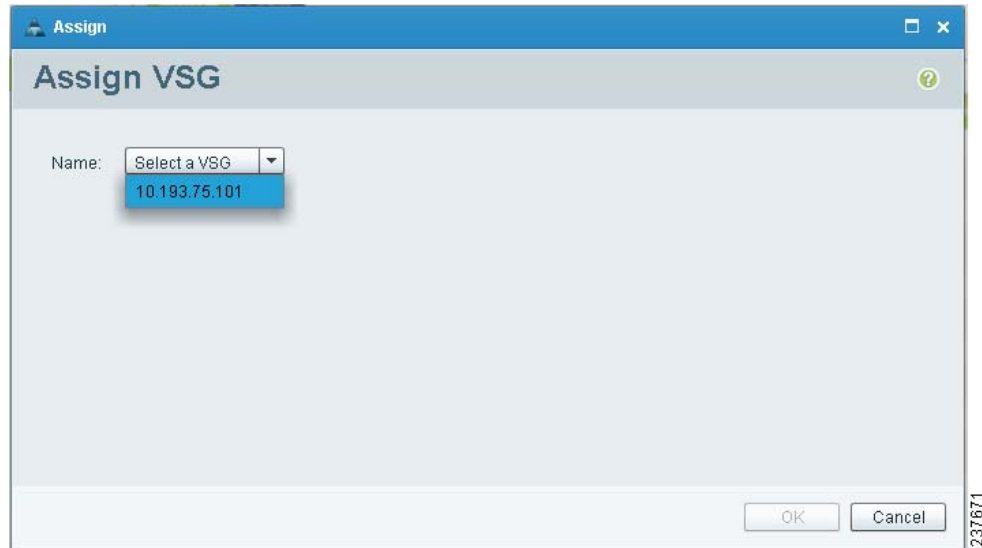 Assign
Assign VSG
?
Name: Select a VSG
10.193.75.101
OK Cancel
237671